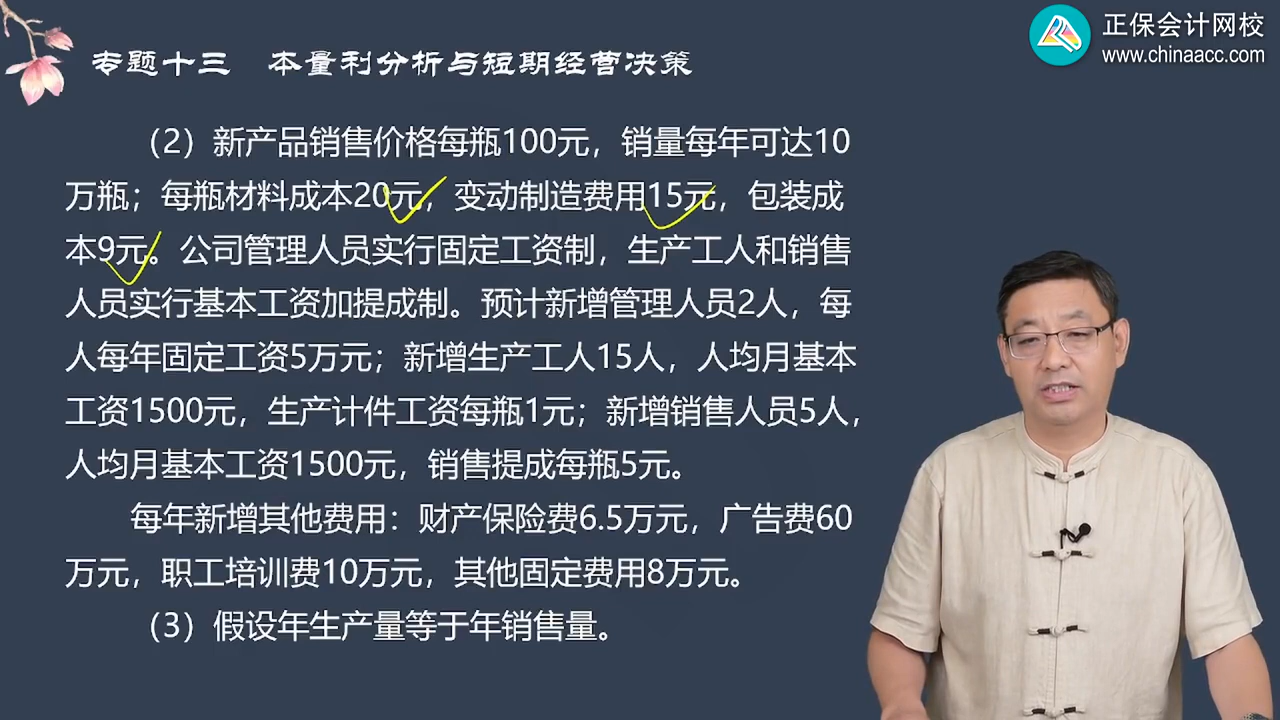 正保会计网校
www.chinaacc.com
专题十三 本量利分析与短期经营决策
（2）新产品销售价格每瓶100元，销量每年可达10
万瓶；每瓶材料成本20元，变动制造费用15元，包装成
本9元。公司管理人员实行固定工资制，生产工人和销售
人员实行基本工资加提成制。预计新增管理人员2人，每
人每年固定工资5万元；新增生产工人15人，人均月基本
工资1500元，生产计件工资每瓶1元；新增销售人员5人，
人均月基本工资1500元，销售提成每瓶5元。
每年新增其他费用：财产保险费6.5万元，广告费60
万元，职工培训费10万元，其他固定费用8万元。
（3）假设年生产量等于年销售量。